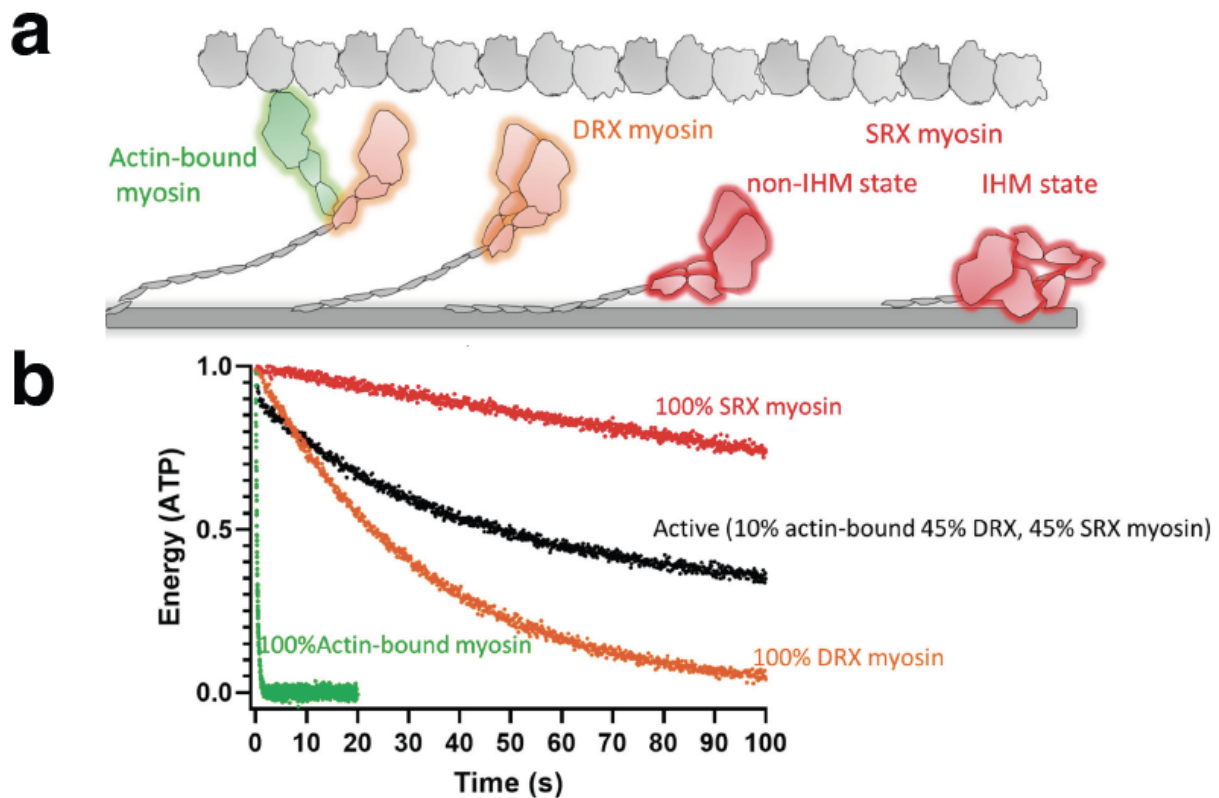 a
DRX myosin
SRX myosin
Actin-bound
myosin
non-IHM state
IHM state
b
1.0
0.5
0.0
Energy (ATP)
100% SRX myosin
Active (10% actin-bound 45% DRX, 45% SRX myosin)
100%Actin-bound myosin
100% DRX myosin
0 10 20 30 40 50 60 70 80 90 100
Time (s)